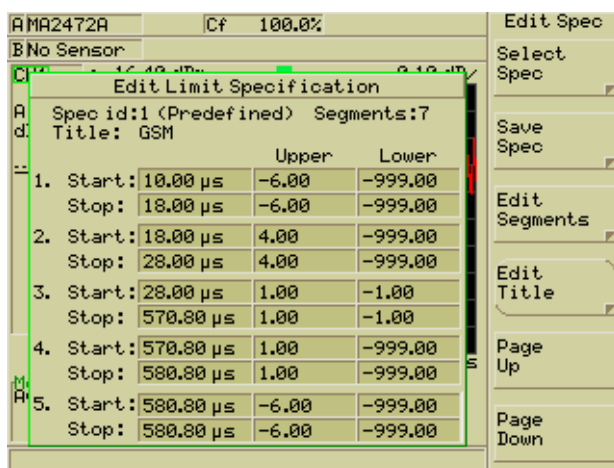 A MA2472A Cf 100.0%
B No Sensor
Edit Limit Specification
Spec id:1 (Predefined) Segments:7
Title: GSM
Upper Lower
1. Start: 10.00 µs -6.00 -999.00
Stop: 18.00 µs -6.00 -999.00
2. Start: 18.00 µs 4.00 -999.00
Stop: 28.00 µs 4.00 -999.00
3. Start: 28.00 µs 1.00 -1.00
Stop: 570.80 µs 1.00 -1.00
4. Start: 570.80 µs 1.00 -999.00
Stop: 580.80 µs 1.00 -999.00
5. Start: 580.80 µs -6.00 -999.00
Stop: 580.80 µs -6.00 -999.00
Edit Spec
Select
Spec
Save
Spec
Edit
Segments
Edit
Title
Page
Up
Page
Down